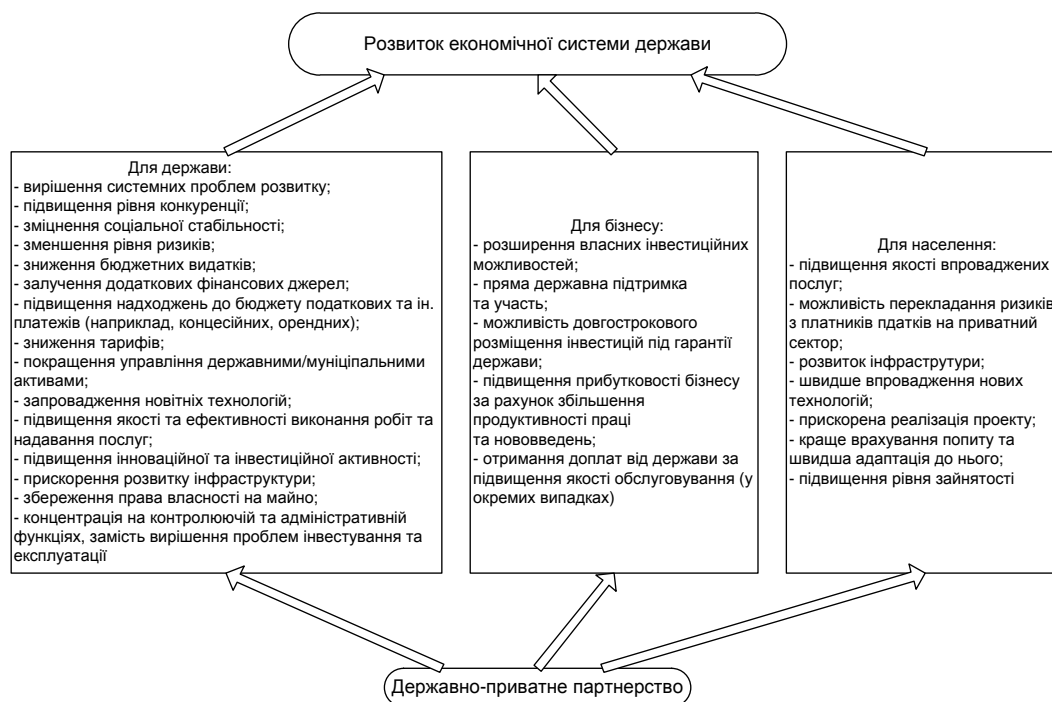 Розвиток економічної системи держави
Для держави:
- вирішення системних проблем розвитку;
- підвищення рівня конкуренції;
- зміцнення соціальної стабільності;
- зменшення рівня ризиків;
- зниження бюджетних видатків;
- залучення додаткових фінансових джерел;
- підвищення надходжень до бюджету податкових та ін.
платежів (наприклад, концесійних, орендних);
- зниження тарифів;
- покращення управління державними/муніципальними
активами;
- запровадження новітніх технологій;
- підвищення якості та ефективності виконання робіт та
надавання послуг;
- підвищення інноваційної та інвестиційної активності;
- прискорення розвитку інфраструктури;
- збереження права власності на майно;
- концентрація на контролюючій та адміністративній
функціях, замість вирішення проблем інвестування та
експлуатації
Для бізнесу:
- розширення власних інвестиційних
можливостей;
- пряма державна підтримка
та участь;
- можливість довгострокового
розміщення інвестицій під гарантії
держави;
- підвищення прибутковості бізнесу
за рахунок збільшення
продуктивності праці
та нововведень;
- отримання доплат від держави за
підвищення якості обслуговування (у
окремих випадках)
Для населення:
- підвищення якості впроваджених
послуг;
- можливість перекладання ризиків
з платників пдатків на приватний
сектор;
- розвиток інфраструтури;
- швидше впровадження нових
технологій;
- прискорена реалізація проекту;
- краще врахування попиту та
швидша адаптація до нього;
- підвищення рівня зайнятості
Державно-приватне партнерство